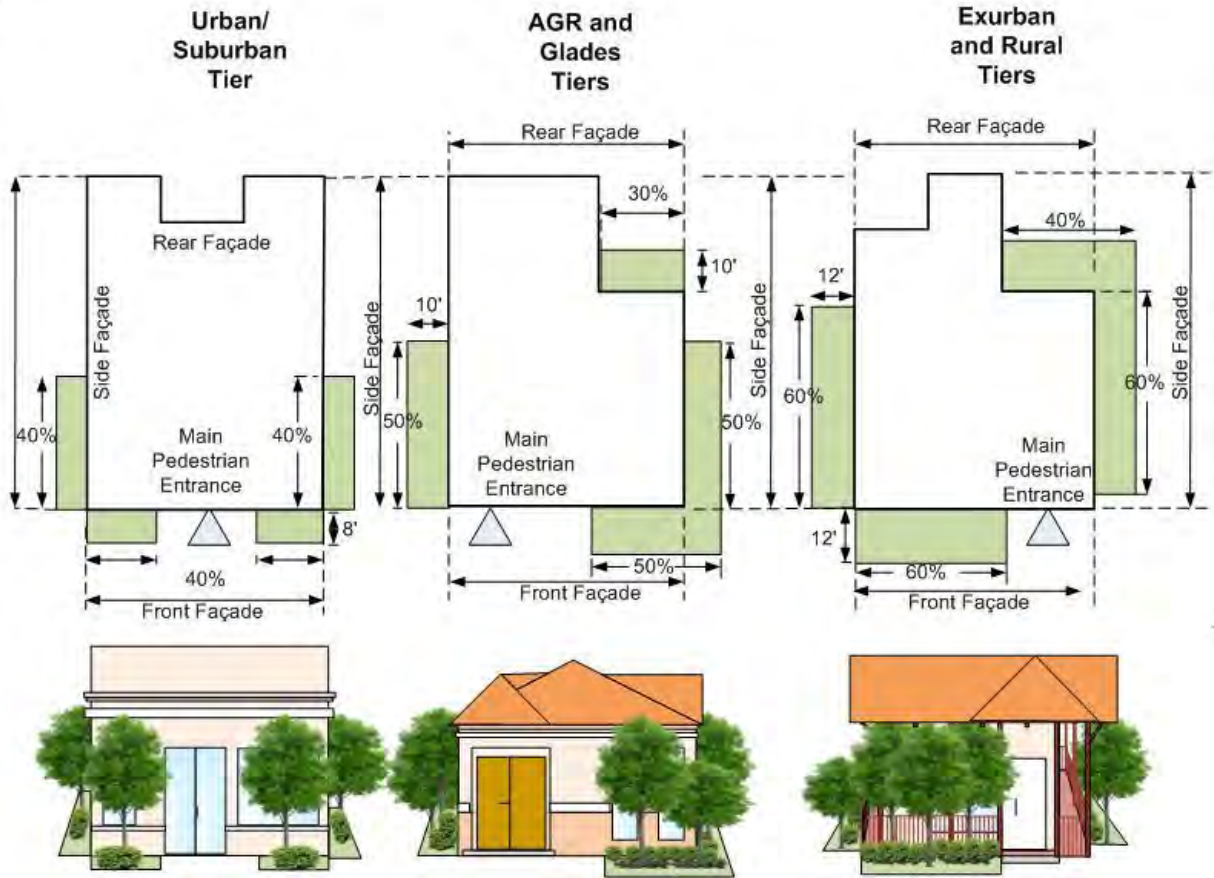 Urban/
Suburban
Tier
AGR and
Glades
Tiers
Exurban
and Rural
Tiers
Rear Façade
Side Façade
40%
40%
Main
Pedestrian
Entrance
8'
40%
Front Façade
Rear Façade
30%
10'
10'
Side Façade
50%
50%
Main
Pedestrian
Entrance
50%
Front Façade
Side Façade
Rear Façade
40%
12'
60%
60%
Main
Pedestrian
Entrance
12'
60%
Front Façade
Side Façade